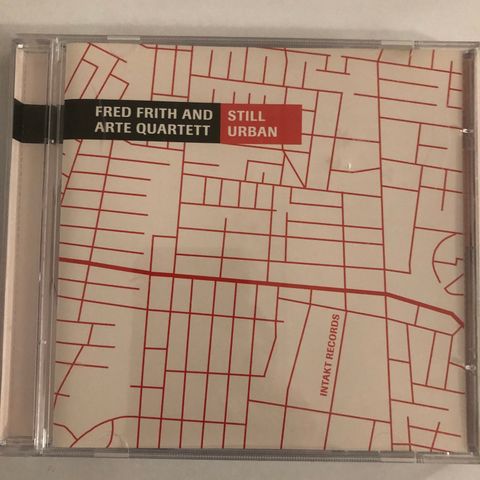 FRED FRITH AND
ARTE QUARTETT
STILL
URBAN
INTAKT RECORDS